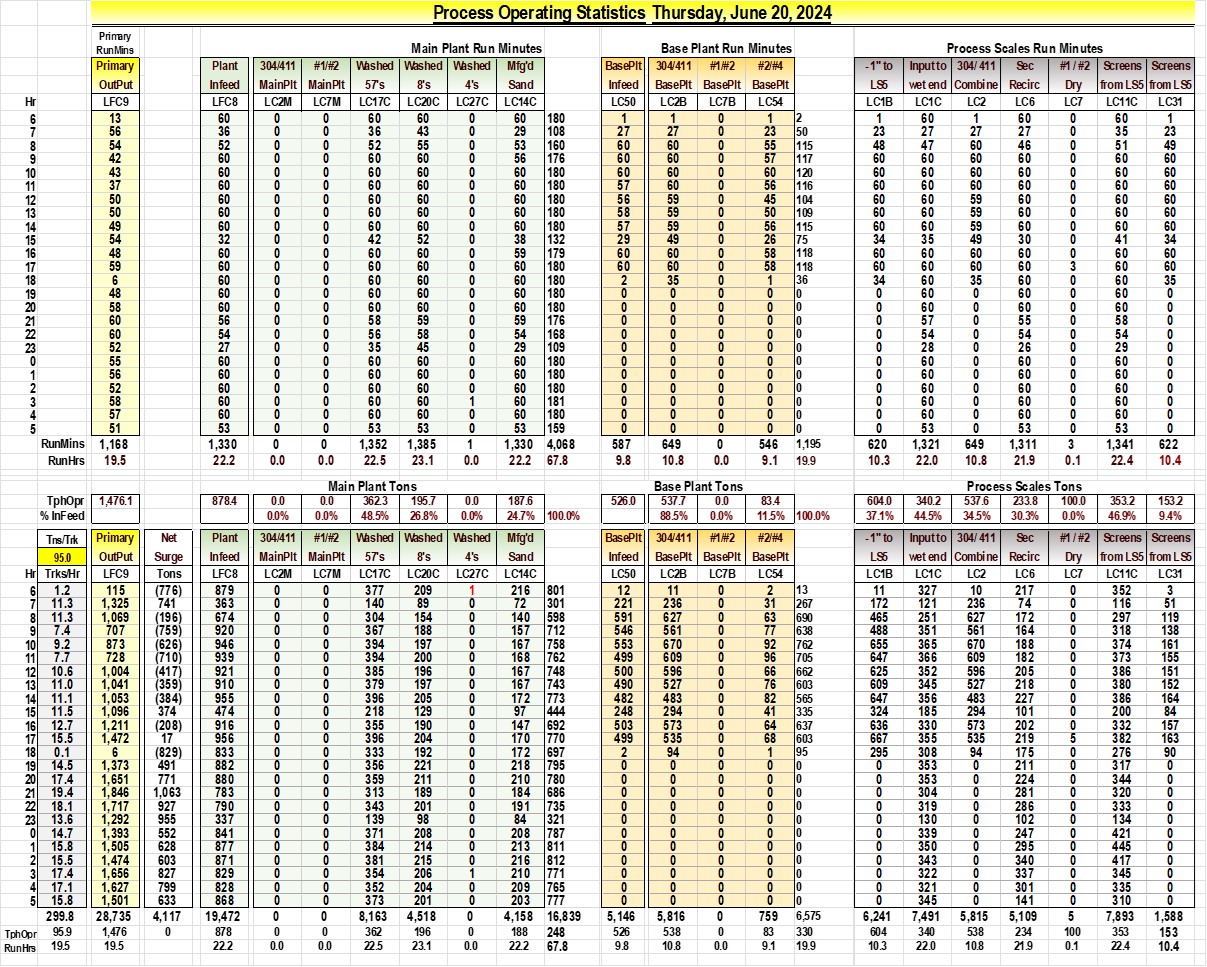 Process Operating Statistics Thursday, June 20, 2024
Primary
RunMins Main Plant Run Minutes Base Plant Run Minutes Process Scales Run Minutes
Primary Plant 304/411 #1/#2 Washed Washed Washed Mfg'd BasePlt 304/411 #1/#2 #2/#4 -1" to Input to 304/ 411 Sec #1 / #2 Screens Screens
OutPut Infeed MainPlt MainPlt 57's 8's 4's Sand Infeed BasePlt BasePlt BasePlt LS5 wet end Combine Recirc Dry from LS5 from LS5
Hr LFC9 LFC8 LC2M LC7M LC17C LC20C LC27C LC14C LC50 LC2B LC7B LC54 LC1B LC1C LC2 LC6 LC7 LC11C LC31
6 13 60 0 0 60 60 0 60 180 1 1 0 1 2 1 60 1 60 0 60 1
7 56 36 0 0 36 43 0 29 108 27 27 0 23 50 23 27 27 27 0 35 23
8 54 52 0 0 52 55 0 53 160 60 60 0 55 115 48 47 60 46 0 51 49
9 42 60 0 0 60 60 0 56 176 60 60 0 57 117 60 60 60 60 0 60 60
10 43 60 0 0 60 60 0 60 180 60 60 0 60 120 60 60 60 60 0 60 60
11 37 60 0 0 60 60 0 60 180 57 60 0 56 116 60 60 60 60 0 60 60
12 50 60 0 0 60 60 0 60 180 56 59 0 45 104 60 60 59 60 0 60 60
13 50 60 0 0 60 60 0 60 180 58 59 0 50 109 60 60 59 60 0 60 60
14 49 60 0 0 60 60 0 60 180 57 59 0 56 115 60 60 59 60 0 60 60
15 54 32 0 0 42 52 0 38 132 29 49 0 26 75 34 35 49 30 0 41 34
16 48 60 0 0 60 60 0 59 179 60 60 0 58 118 60 60 60 60 0 60 60
17 59 60 0 0 60 60 0 60 180 60 60 0 58 118 60 60 60 60 3 60 60
18 6 60 0 0 60 60 0 60 180 2 35 0 1 36 34 60 35 60 0 60 35
19 48 60 0 0 60 60 0 60 180 0 0 0 0 0 0 60 0 60 0 60 0
20 58 60 0 0 60 60 0 60 180 0 0 0 0 0 0 60 0 60 0 60 0
21 60 56 0 0 58 59 0 59 176 0 0 0 0 0 0 57 0 55 0 58 0
22 60 54 0 0 56 58 0 54 168 0 0 0 0 0 0 54 0 54 0 54 0
23 52 27 0 0 35 45 0 29 109 0 0 0 0 0 0 28 0 26 0 29 0
0 55 60 0 0 60 60 0 60 180 0 0 0 0 0 0 60 0 60 0 60 0
1 56 60 0 0 60 60 0 60 180 0 0 0 0 0 0 60 0 60 0 60 0
2 52 60 0 0 60 60 0 60 180 0 0 0 0 0 0 60 0 60 0 60 0
3 58 60 0 0 60 60 1 60 181 0 0 0 0 0 0 60 0 60 0 60 0
4 57 60 0 0 60 60 0 60 180 0 0 0 0 0 0 60 0 60 0 60 0
5 51 53 0 0 53 53 0 53 159 0 0 0 0 0 0 53 0 53 0 53 0
RunMins 1,168 1,330 0 0 1,352 1,385 1 1,330 4,068 587 649 0 546 1,195 620 1,321 649 1,311 3 1,341 622
RunHrs 19.5 22.2 0.0 0.0 22.5 23.1 0.0 22.2 67.8 9.8 10.8 0.0 9.1 19.9 10.3 22.0 10.8 21.9 0.1 22.4 10.4
Main Plant Tons Base Plant Tons Process Scales Tons
TphOpr 1,476.1 878.4 0.0 0.0 362.3 195.7 0.0 187.6 526.0 537.7 0.0 83.4 604.0 340.2 537.6 233.8 100.0 353.2 153.2
% InFeed 0.0% 0.0% 48.5% 26.8% 0.0% 24.7% 100.0% 88.5% 0.0% 11.5% 100.0% 37.1% 44.5% 34.5% 30.3% 0.0% 46.9% 9.4%
Tns/Trk Primary Net Plant 304/411 #1/#2 Washed Washed Washed Mfg'd BasePlt 304/411 #1/#2 #2/#4 -1" to Input to 304/ 411 Sec #1 / #2 Screens Screens
95.0 OutPut Surge Infeed MainPlt MainPlt 57's 8's 4's Sand Infeed BasePlt BasePlt BasePlt LS5 wet end Combine Recirc Dry from LS5 from LS5
Hr Trks/Hr LFC9 Tons LFC8 LC2M LC7M LC17C LC20C LC27C LC14C LC50 LC2B LC7B LC54 LC1B LC1C LC2 LC6 LC7 LC11C LC31
6 1.2 115 (776) 879 0 0 377 209 1 216 801 12 11 0 2 13 11 327 10 217 0 352 3
7 11.3 1,325 741 363 0 0 140 89 0 72 301 221 236 0 31 267 172 121 236 74 0 116 51
8 11.3 1,069 (196) 674 0 0 304 154 0 140 598 591 627 0 63 690 465 251 627 164 0 297 119
9 7.4 707 (759) 920 0 0 367 188 0 157 712 546 561 0 77 638 488 351 561 164 0 318 138
10 9.2 873 (626) 946 0 0 394 197 0 167 758 553 670 0 92 762 655 365 670 188 0 374 161
11 7.7 728 (710) 939 0 0 394 200 0 168 762 499 609 0 96 705 647 366 609 182 0 373 155
12 10.6 1,004 (417) 921 0 0 385 196 0 167 748 500 596 0 66 662 625 352 596 205 0 386 151
13 11.0 1,041 (359) 910 0 0 379 197 0 167 743 490 527 0 76 603 609 345 527 218 0 380 152
14 11.1 1,053 (384) 955 0 0 396 205 0 172 773 482 483 0 82 565 647 356 483 227 0 386 164
15 11.5 1,096 374 474 0 0 218 129 0 97 444 248 294 0 41 335 324 185 294 101 0 200 84
16 12.7 1,211 (208) 916 0 0 355 190 0 147 692 503 573 0 64 637 636 330 573 202 0 332 157
17 15.5 1,472 17 956 0 0 396 204 0 170 770 499 535 0 68 603 667 355 535 219 5 382 163
18 0.1 6 (829) 833 0 0 333 192 0 172 697 2 94 0 1 95 295 308 94 175 0 276 90
19 14.5 1,373 491 882 0 0 356 221 0 218 795 0 0 0 0 0 0 353 0 211 0 317 0
20 17.4 1,651 771 880 0 0 359 211 0 210 780 0 0 0 0 0 0 353 0 224 0 344 0
21 19.4 1,846 1,063 783 0 0 313 189 0 184 686 0 0 0 0 0 0 304 0 281 0 320 0
22 18.1 1,717 927 790 0 0 343 201 0 191 735 0 0 0 0 0 0 319 0 286 0 333 0
23 13.6 1,292 955 337 0 0 139 98 0 84 321 0 0 0 0 0 0 130 0 102 0 134 0
0 14.7 1,393 552 841 0 0 371 208 0 208 787 0 0 0 0 0 0 339 0 247 0 421 0
1 15.8 1,505 628 877 0 0 384 214 0 213 811 0 0 0 0 0 0 350 0 295 0 445 0
2 15.5 1,474 603 871 0 0 381 215 0 216 812 0 0 0 0 0 0 343 0 340 0 417 0
3 17.4 1,656 827 829 0 0 354 206 1 210 771 0 0 0 0 0 0 322 0 337 0 345 0
4 17.1 1,627 799 828 0 0 352 204 0 209 765 0 0 0 0 0 0 321 0 301 0 335 0
5 15.8 1,501 633 868 0 0 373 201 0 203 777 0 0 0 0 0 0 345 0 141 0 310 0
299.8 28,735 4,117 19,472 0 0 8,163 4,518 0 4,158 16,839 5,146 5,816 0 759 6,575 6,241 7,491 5,815 5,109 5 7,893 1,588
TphOpr 95.9 1,476 0 878 0 0 362 196 0 188 248 526 538 0 83 330 604 340 538 234 100 353 153
RunHrs 19.5 19.5 22.2 0.0 0.0 22.5 23.1 0.0 22.2 67.8 9.8 10.8 0.0 9.1 19.9 10.3 22.0 10.8 21.9 0.1 22.4 10.4